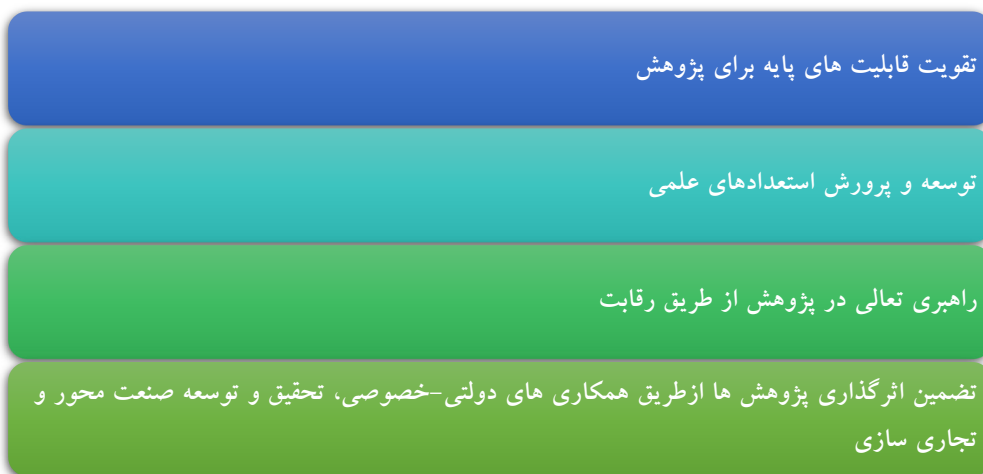 تقویت قابلیت های پایه برای پژوهش
توسعه و پرورش استعدادهای علمی
راهبری تعالی در پژوهش از طریق رقابت
تضمین اثرگذاری پژوهش ها ازطریق همکاری های دولتی-خصوصی، تحقیق و توسعه صنعت محور و
تجاری سازی